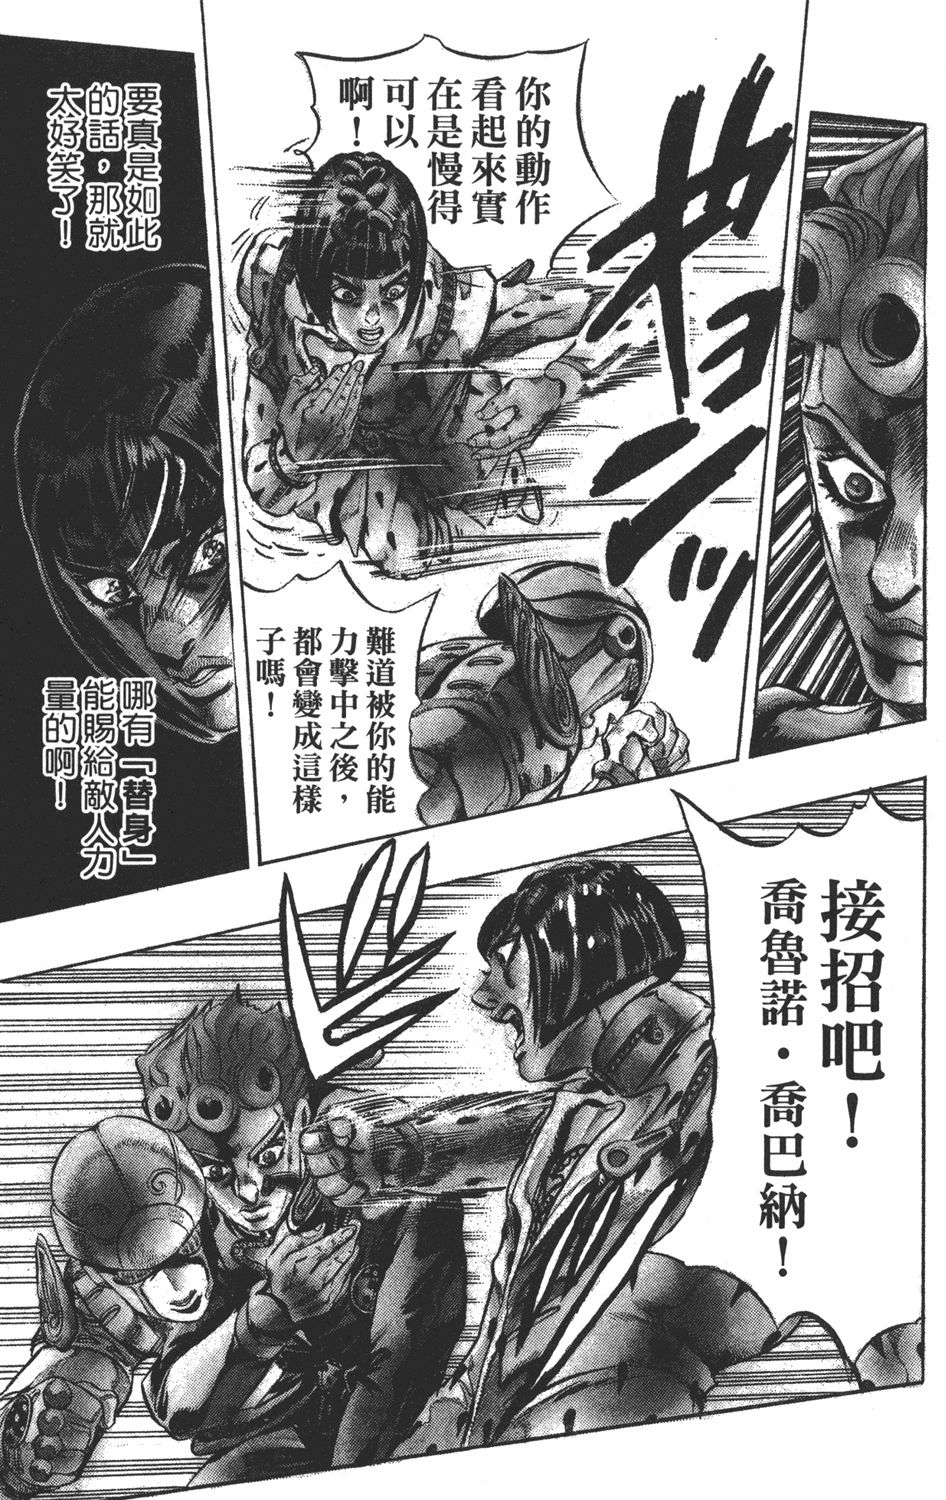 ギョッ
你的動作
看起來實
在是慢得
可以
啊！
難道被你的能
力擊中之後，
都會變成這樣
子嗎！
要真是如此
的話，那就
太好笑了！
哪有「替身」
能賜給敵人力
量的啊！
接招吧！
喬魯諾・喬巴納！